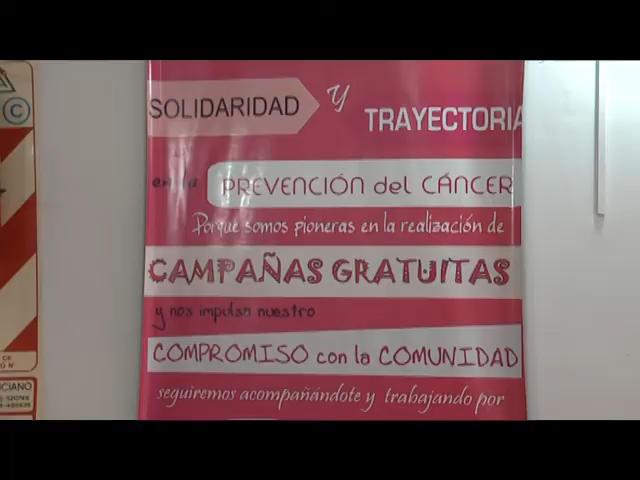 SOLIDARIDAD y
TRAYECTORIA
en la PREVENCIÓN del CÁNCER
Porque somos pioneras en la realización de
CAMPAÑAS GRATUITAS
y nos impulsa nuestro
COMPROMISO con la COMUNIDAD
seguiremos acompañándote y trabajando por
C